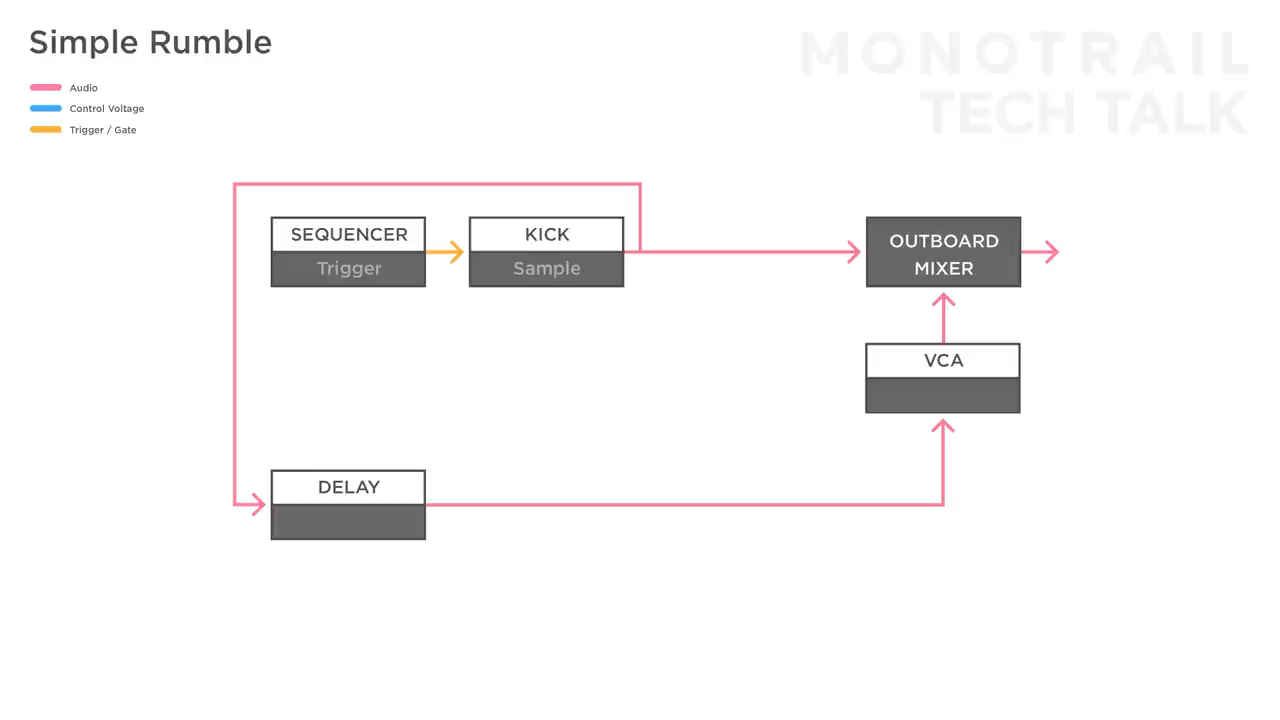 Simple Rumble
MONOTRAIL
TECH TALK
Audio
Control Voltage
Trigger / Gate
SEQUENCER
Trigger
KICK
Sample
OUTBOARD
MIXER
VCA
DELAY